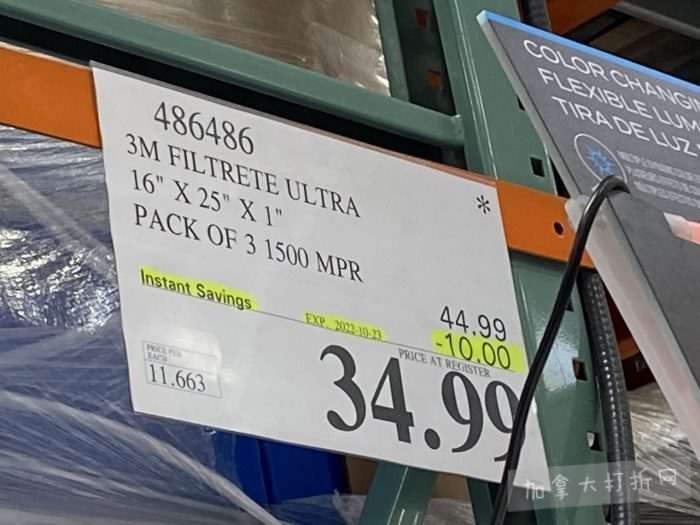 486486
3M FILTRETE ULTRA
16" X 25" X 1" *
PACK OF 3 1500 MPR
Instant Savings
44.99
EXP. 2022-10-23
-10.00
PRICE PER
EACH
11.663
PRICE AT REGISTER
34.99
COLOR CHANG
FLEXIBLE LUM
TIRA DE LUZ
加拿大打折网